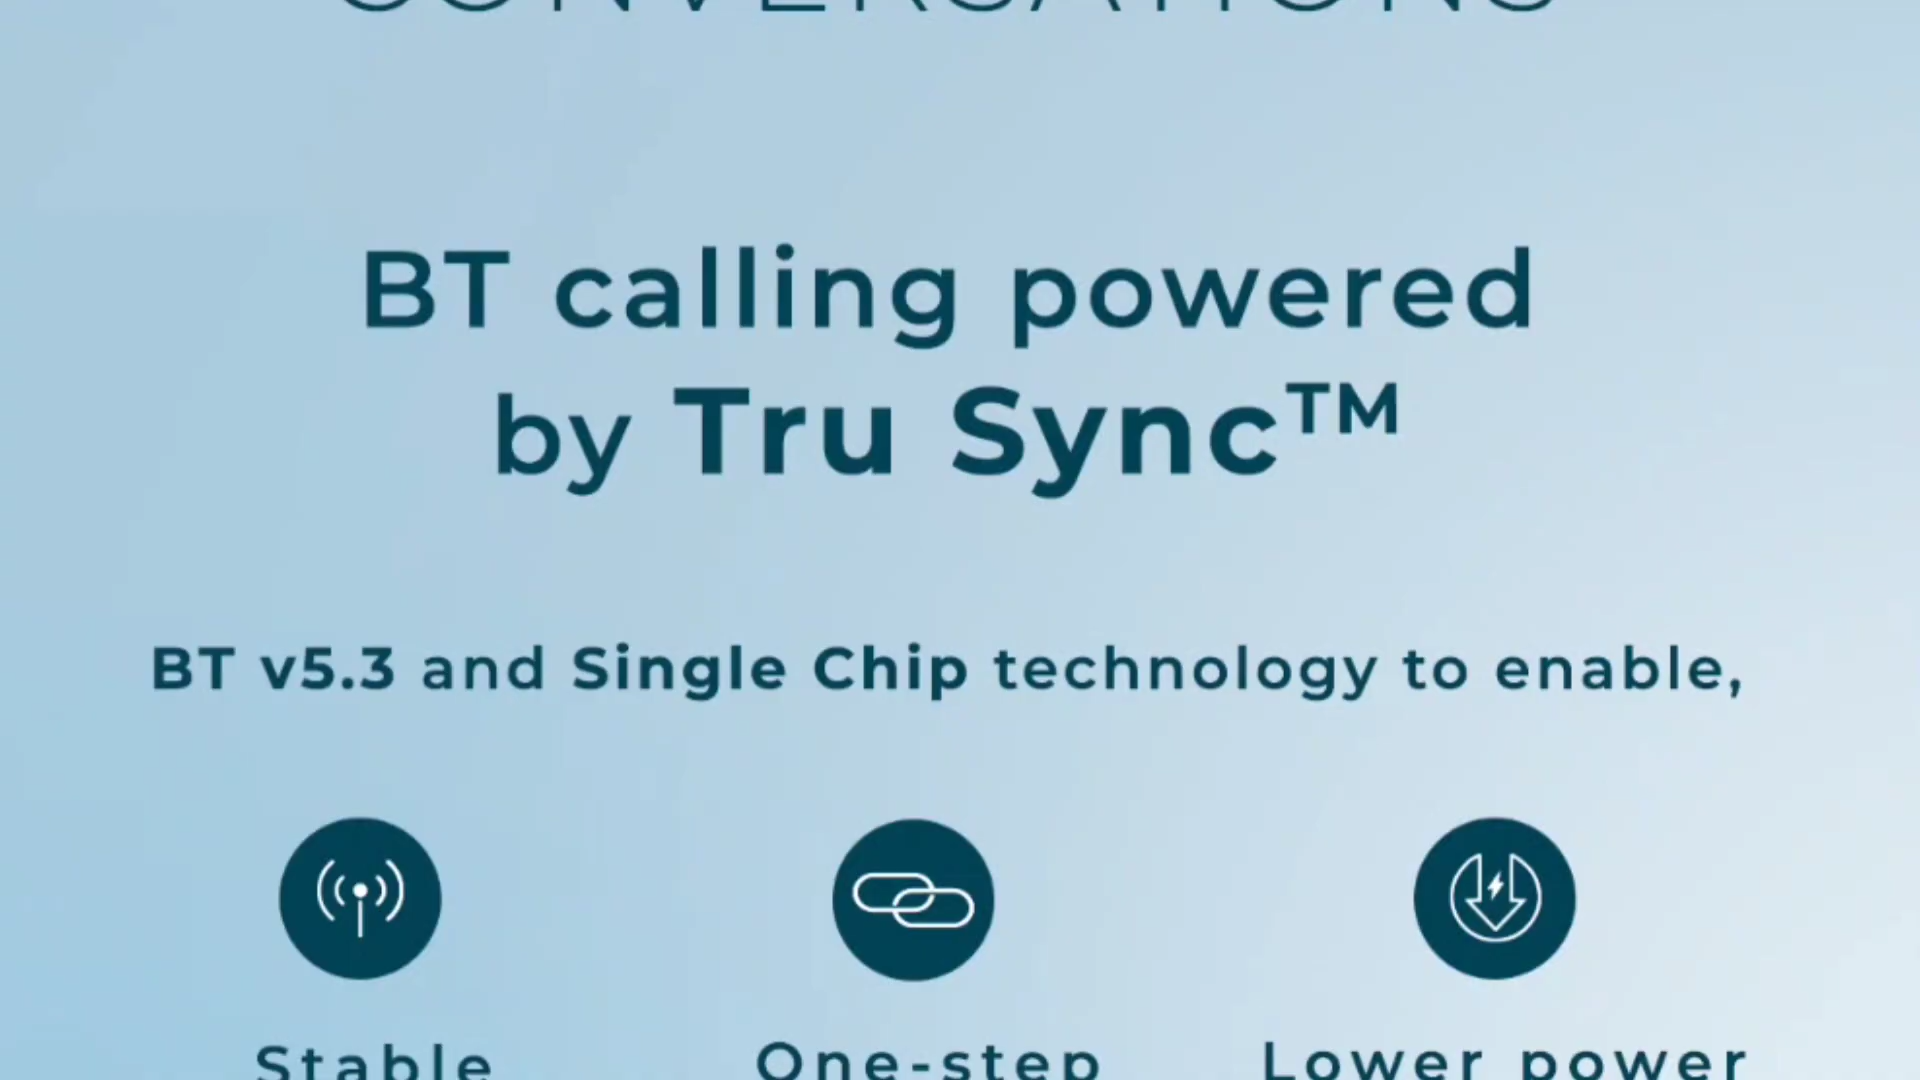 CONVERSATIONS
BT calling powered
by Tru Sync™
BT v5.3 and Single Chip technology to enable,
Stable
One-step
Lower power